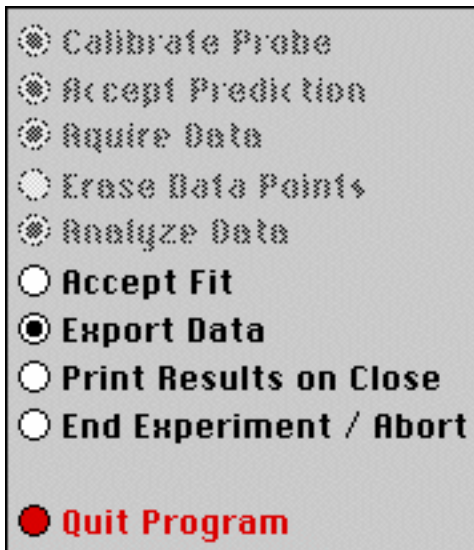 Calibrate Probe
Accept Prediction
Aquire Data
Erase Data Points
Analyze Data
Accept Fit
Export Data
Print Results on Close
End Experiment / Abort
Quit Program